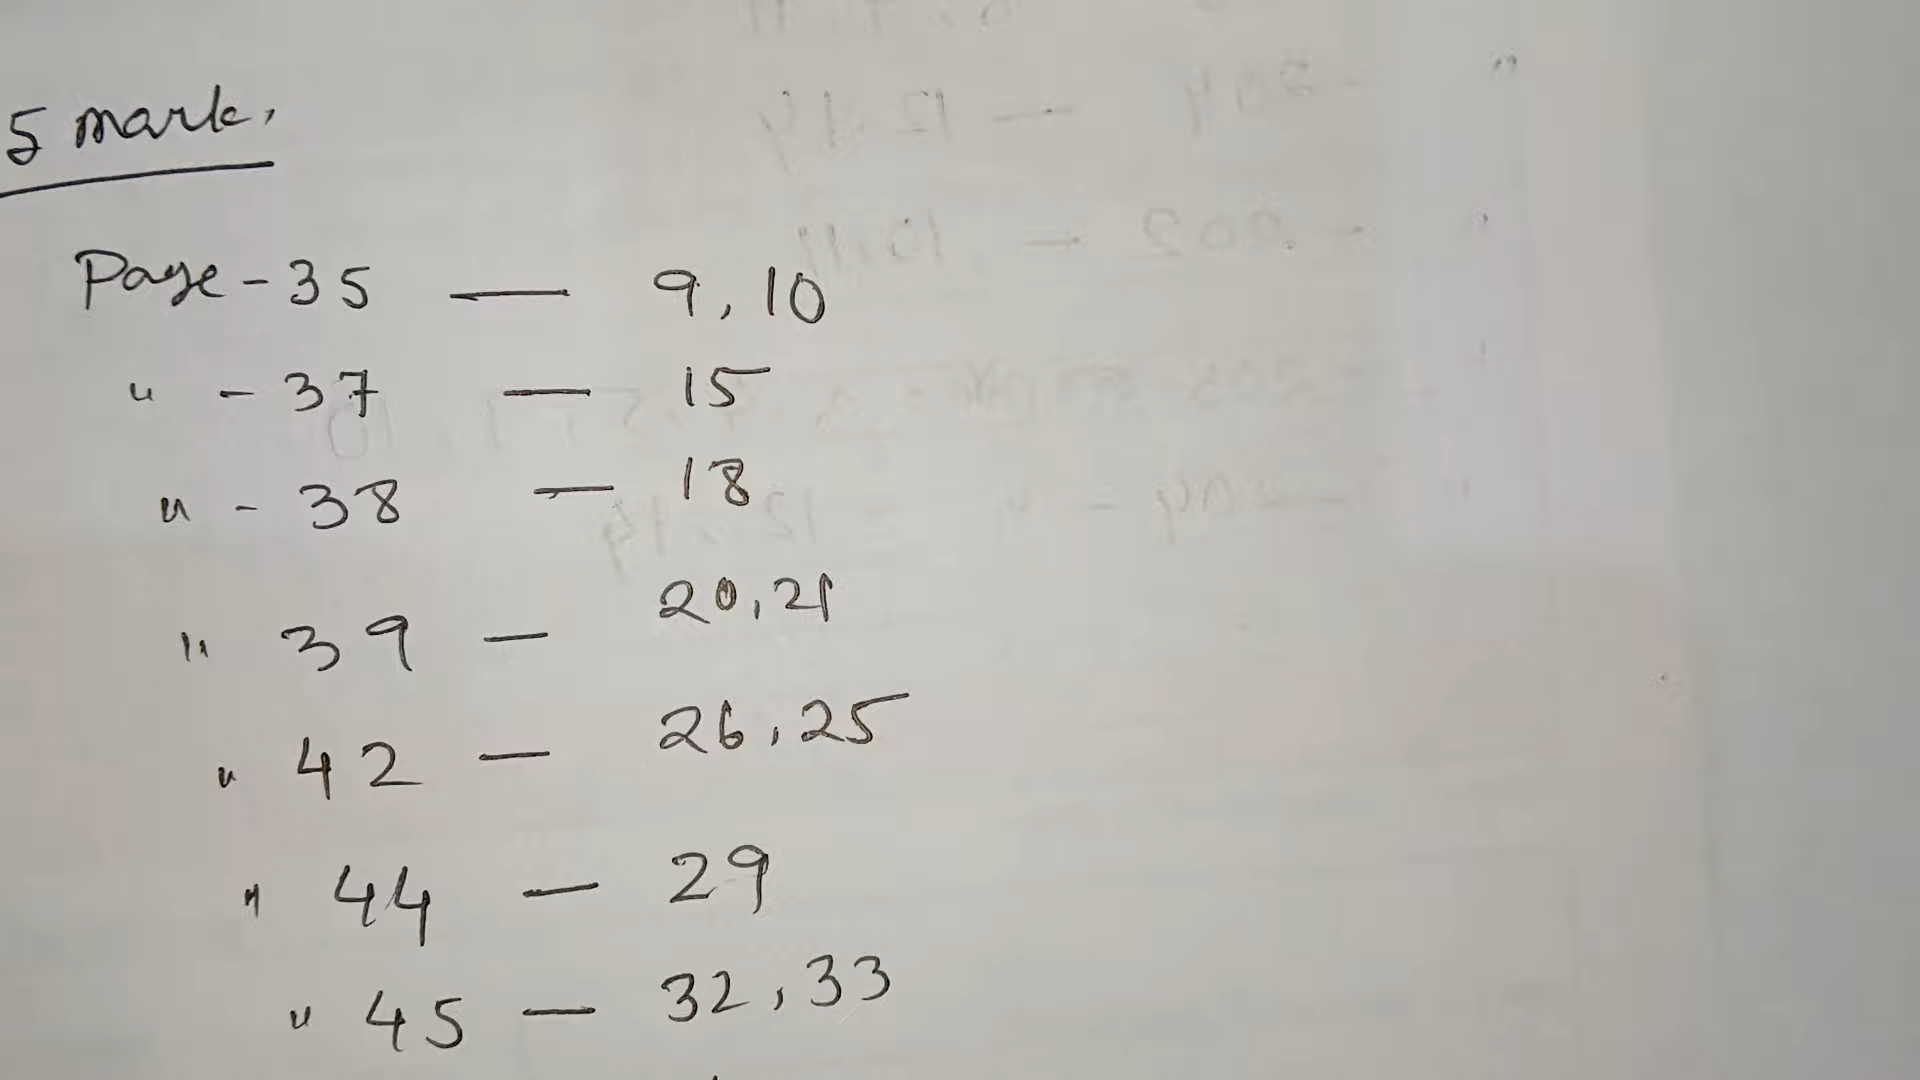 5 mark.
Page - 35 — 9, 10
" - 37 — 15
" - 38 — 18
" 39 — 20, 21
" 42 — 26, 25
" 44 — 29
" 45 — 32, 33